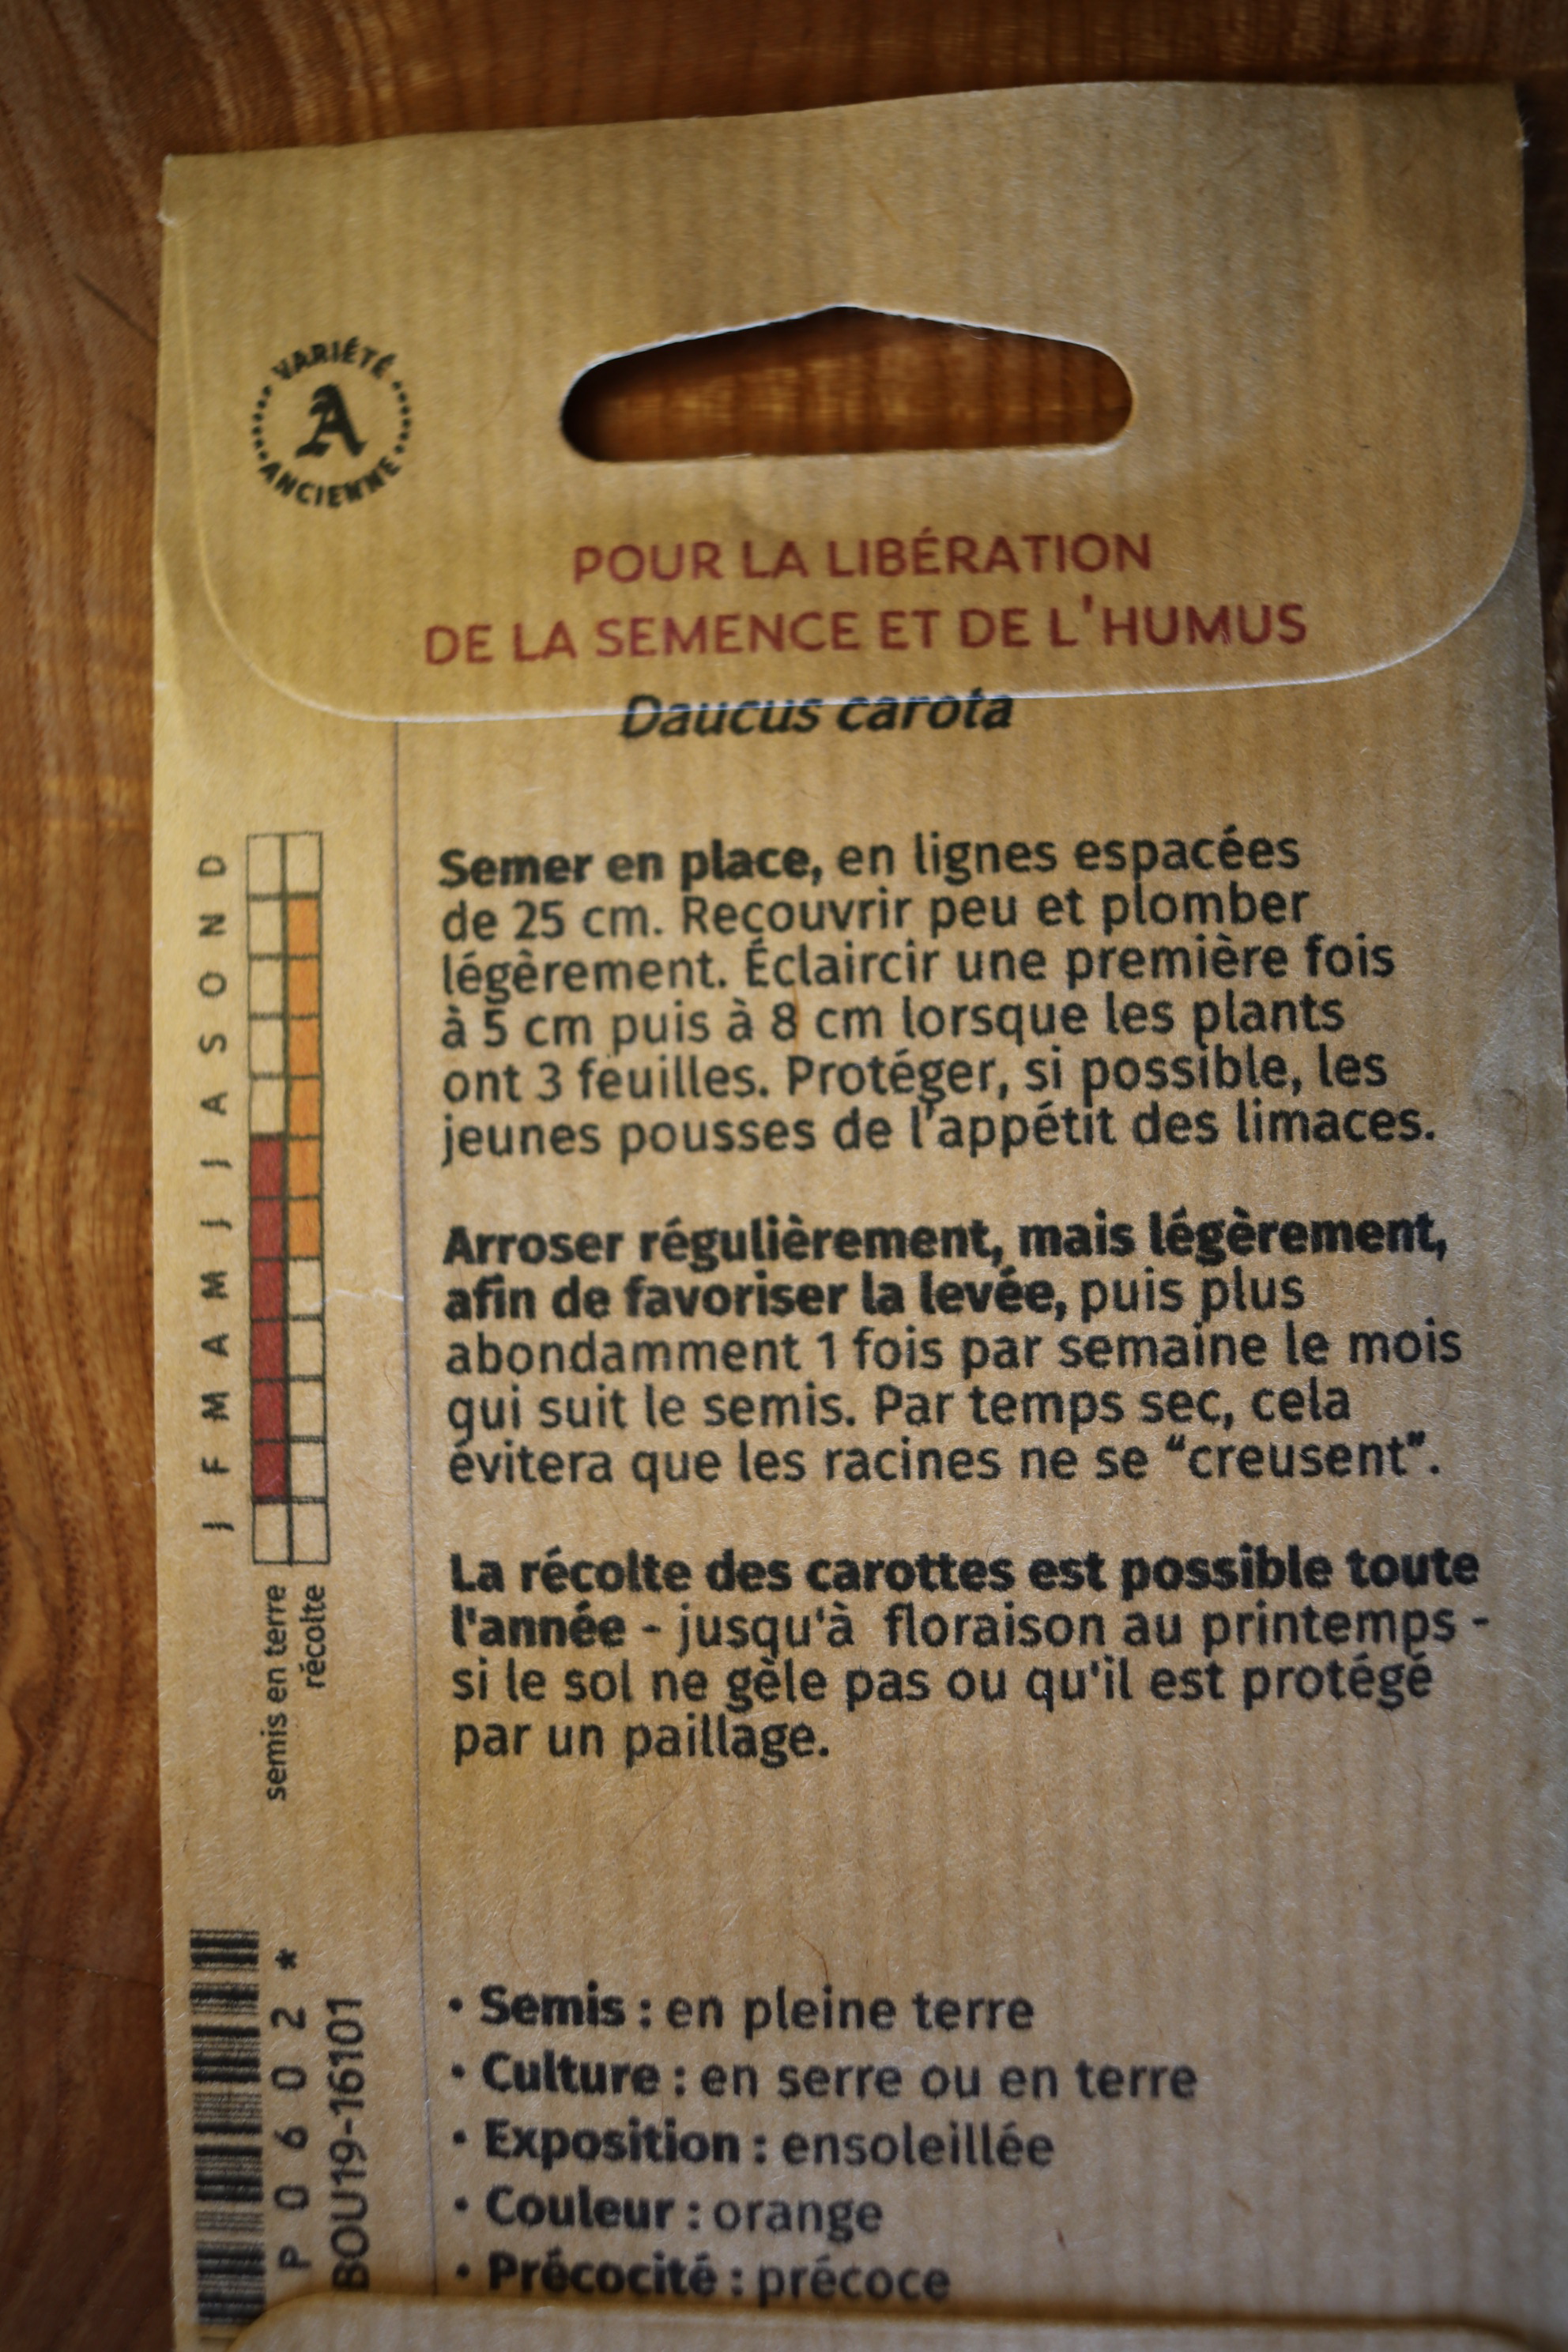 VARIÉTÉ
A
ANCIENNE
POUR LA LIBÉRATION
DE LA SEMENCE ET DE L'HUMUS
Daucus carota
J F M A M J J A S O N D
semis en terre
récolte
Semer en place, en lignes espacées
de 25 cm. Recouvrir peu et plomber
légèrement. Éclaircir une première fois
à 5 cm puis à 8 cm lorsque les plants
ont 3 feuilles. Protéger, si possible, les
jeunes pousses de l'appétit des limaces.
Arroser régulièrement, mais légèrement,
afin de favoriser la levée, puis plus
abondamment 1 fois par semaine le mois
qui suit le semis. Par temps sec, cela
évitera que les racines ne se “creusent”.
La récolte des carottes est possible toute
l'année - jusqu'à floraison au printemps -
si le sol ne gèle pas ou qu'il est protégé
par un paillage.
P 0 6 0 2 *
BOU19-16101
• Semis : en pleine terre
• Culture : en serre ou en terre
• Exposition : ensoleillée
• Couleur : orange
• Précocité : précoce